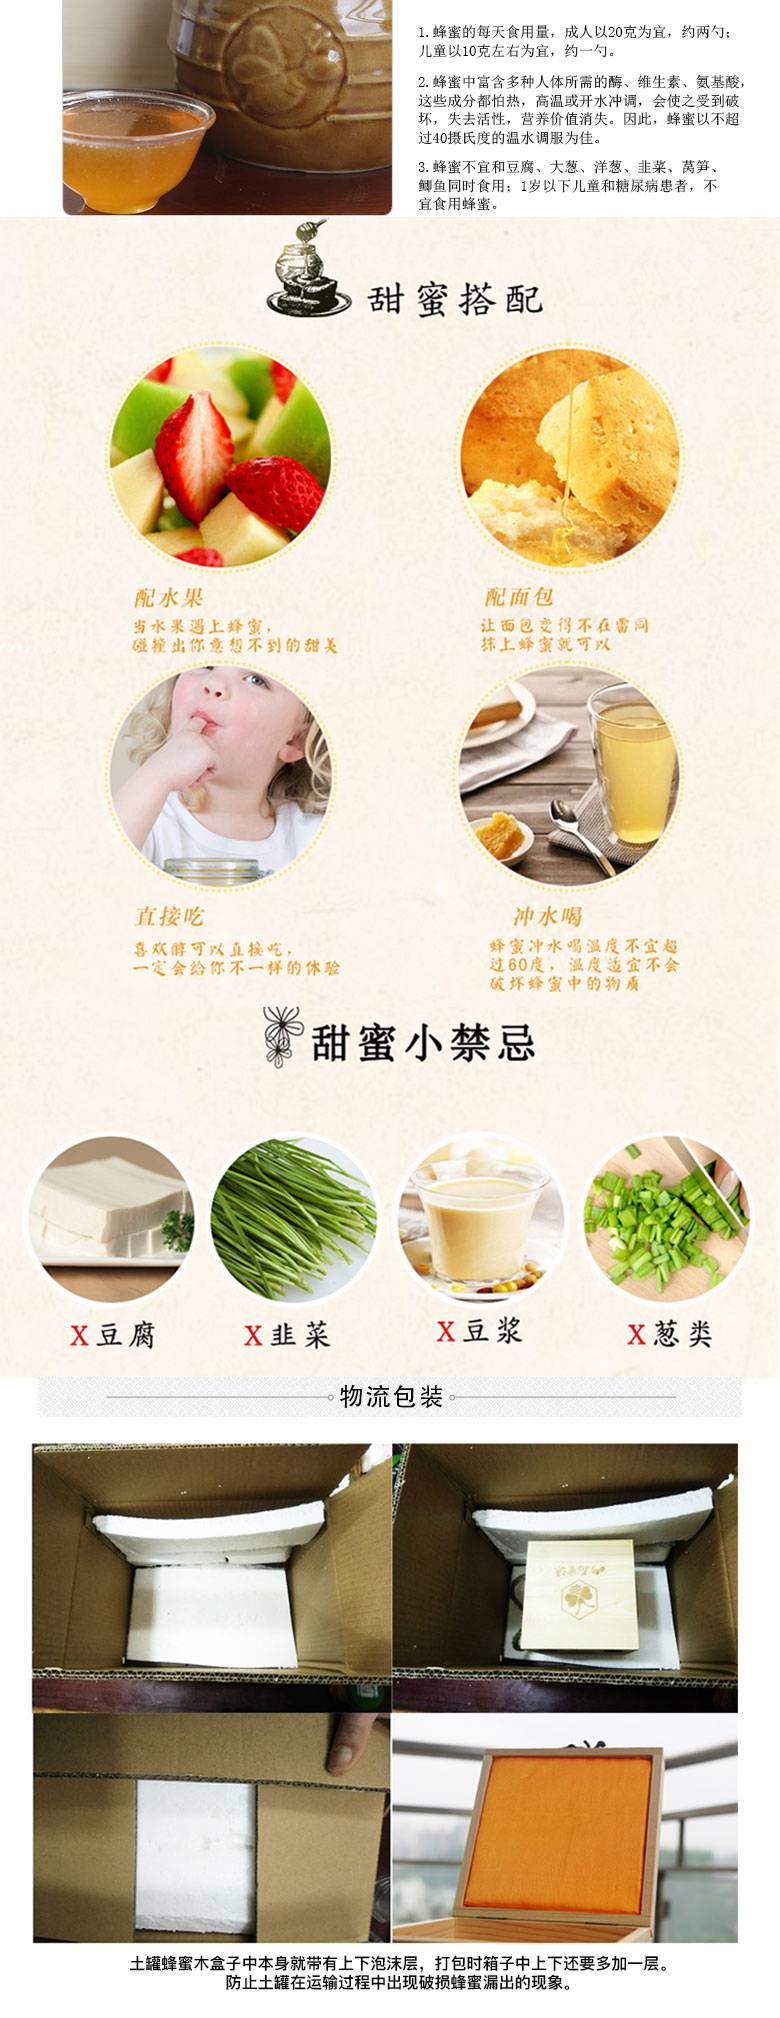 1.蜂蜜的每天食用量，成人以20克为宜，约两勺；
儿童以10克左右为宜，约一勺。
2.蜂蜜中富含多种人体所需的酶、维生素、氨基酸，
这些成分都怕热，高温或开水冲调，会使之受到破
坏，失去活性，营养价值消失。因此，蜂蜜以不超
过40摄氏度的温水调服为佳。
3.蜂蜜不宜和豆腐、大葱、洋葱、韭菜、莴笋、
鲫鱼同时食用；1岁以下儿童和糖尿病患者，不
宜食用蜂蜜。
甜蜜搭配
配水果
当水果遇上蜂蜜，
碰撞出你意想不到的甜美
配面包
让面包变得不在雷同
抹上蜂蜜就可以
直接吃
喜欢醇可以直接吃，
一定会给你不一样的体验
冲水喝
蜂蜜冲水喝温度不宜超
过60度，温度适宜不会
破坏蜂蜜中的物质
甜蜜小禁忌
X豆腐
X韭菜
X豆浆
X葱类
物流包装
土罐蜂蜜木盒子中本身就带有上下泡沫层，打包时箱子中上下还要多加一层。
防止土罐在运输过程中出现破损蜂蜜漏出的现象。